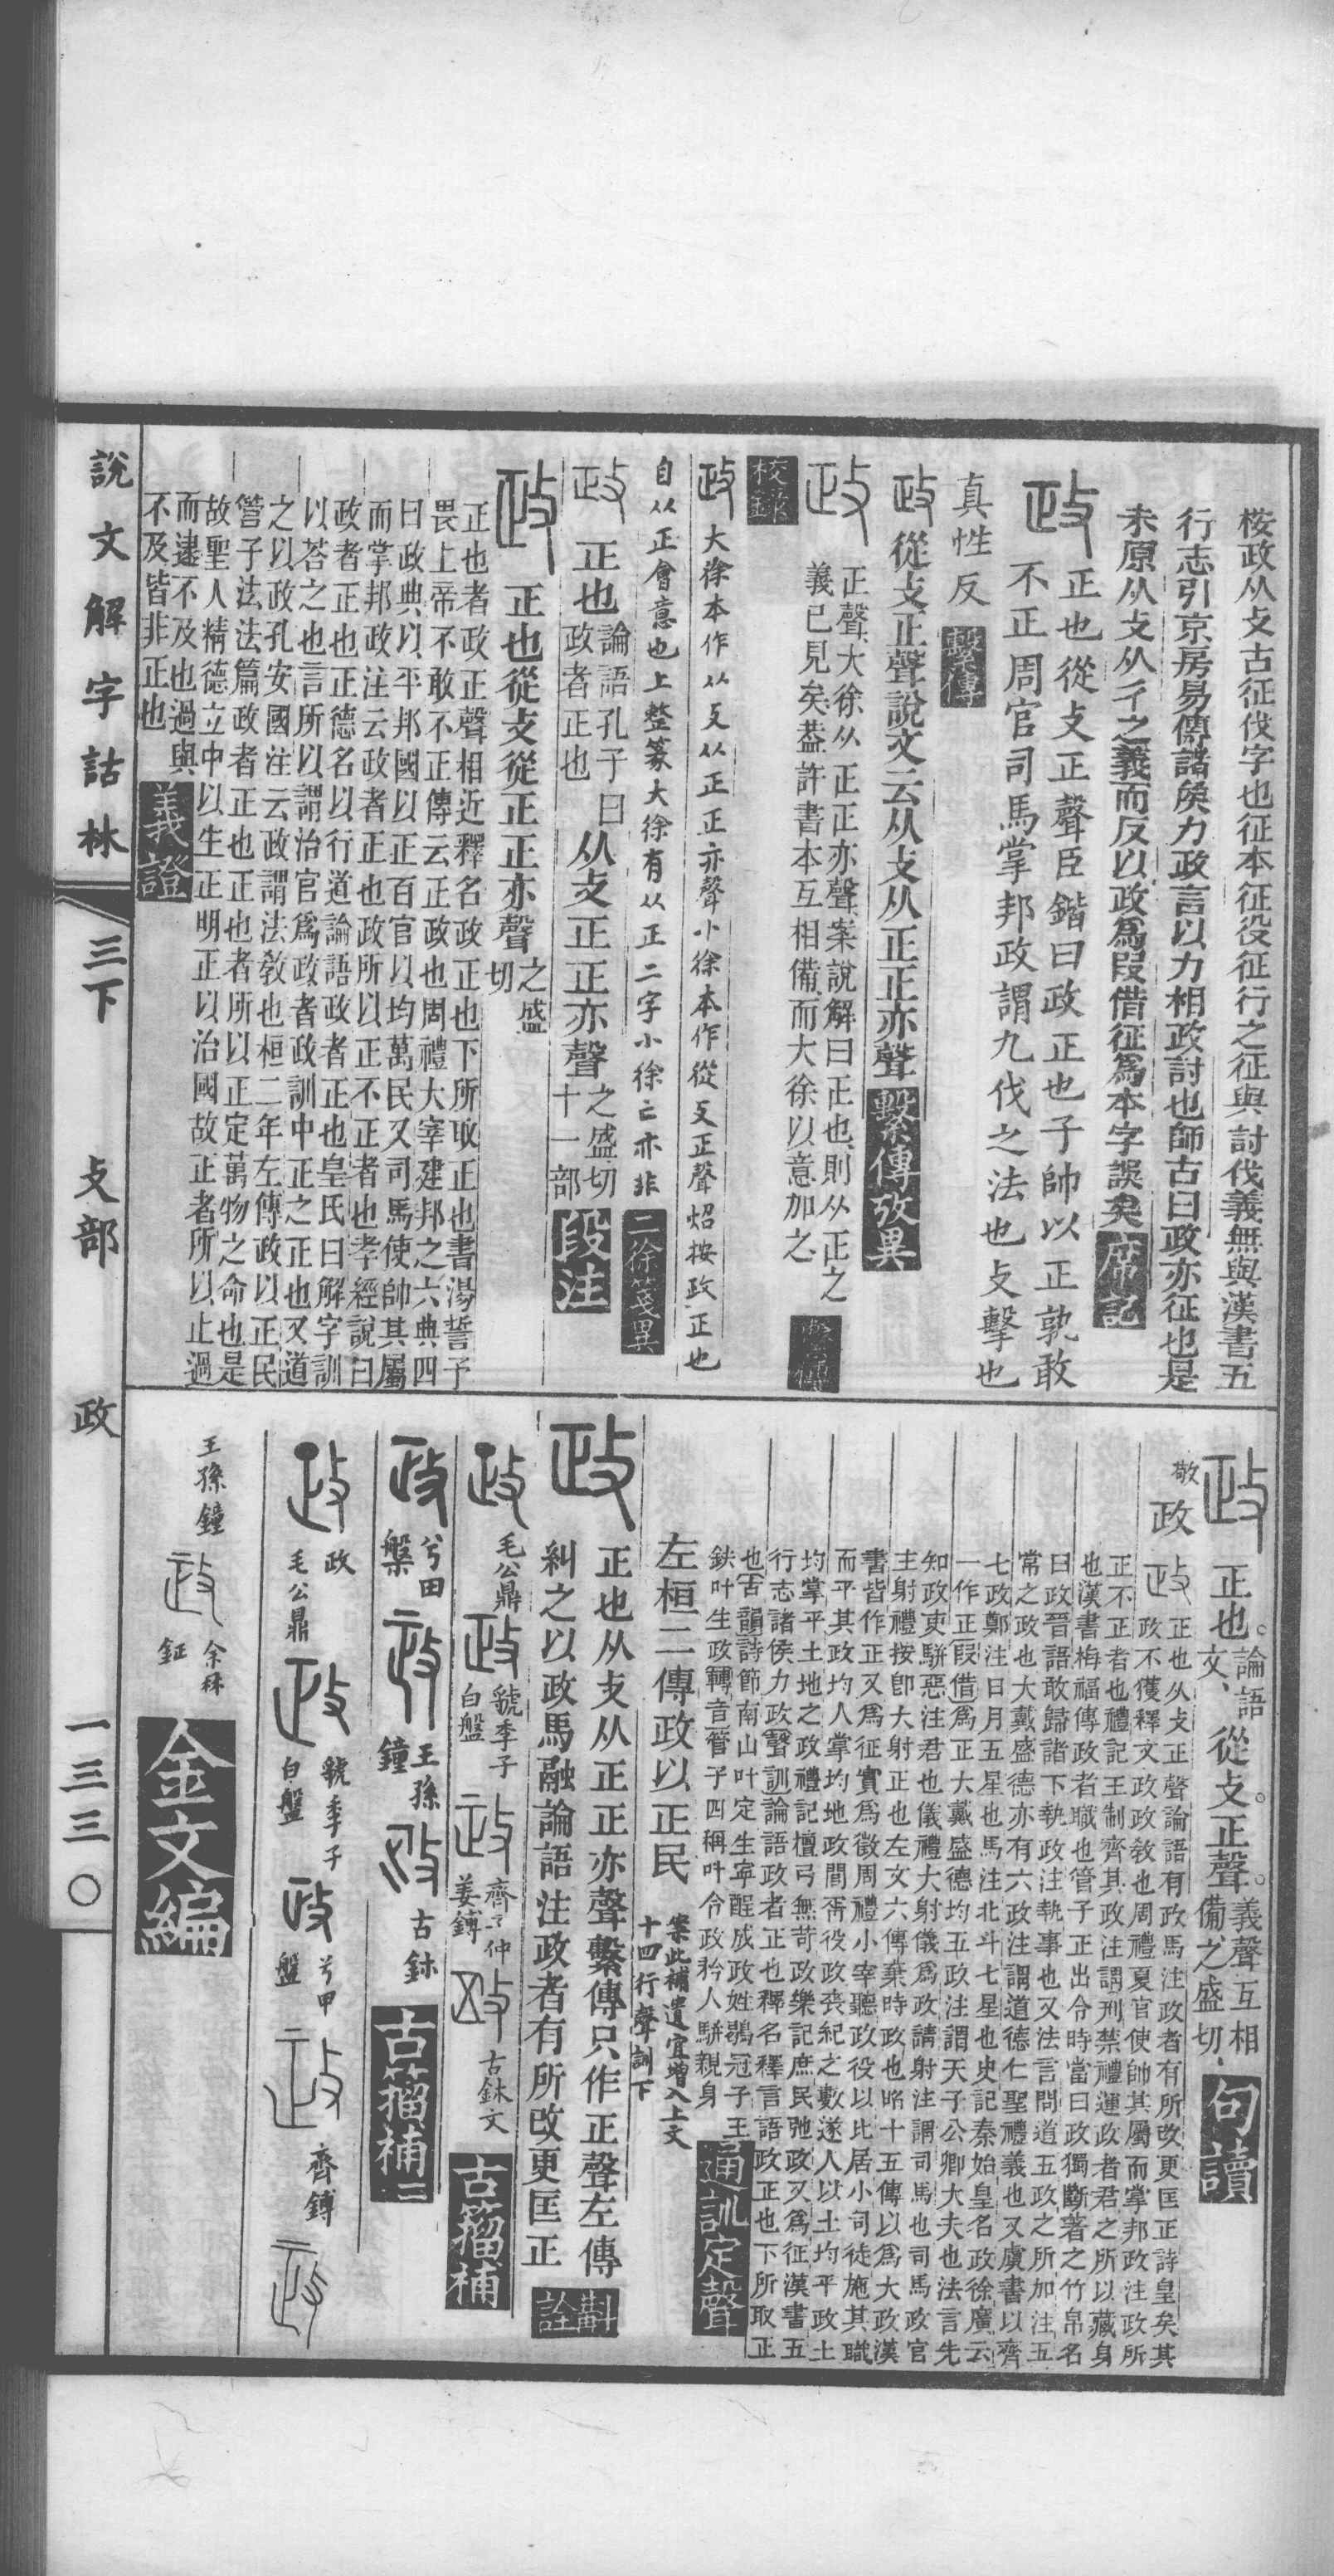 桉政从攴古征伐字也征本征役征行之征與討伐義無與漢書五
行志引京房易傳諸矦力政言以力相政討也師古曰政亦征也是
未原从攴从彳之義而反以政爲叚借征爲本字誤矣 席記
政 正也從攴正聲臣鍇曰政正也子帥以正孰敢
不正周官司馬掌邦政謂九伐之法也攴擊也
真性反 繫傳
政 從攴正聲說文云从攴从正正亦聲 繫傳攷異
政 正聲大徐从正正亦聲案說解曰正也則从正之
義已見矣葢許書本互相備而大徐以意加之
校錄
政 大徐本作从攴从正正亦聲小徐本作從攴正聲炤按政正也
自从正會意也上整篆大徐有从正二字小徐亡亦非 二徐箋異
政 正也論語孔子曰
政者正也
从攴正正亦聲之盛切
十一部
段注
政 正也從攴從正正亦聲之盛
切
正也者政正聲相近釋名政正也下所取正也書湯誓予
畏上帝不敢不正傳云正政也周禮大宰建邦之六典四
曰政典以平邦國以正百官以均萬民又司馬使帥其屬
而掌邦政注云政者正也政所以正不正者也孝經說曰
政者正也正德名以行道論語政者正也皇氏曰解字訓
以荅之也言所以謂治官爲政者政訓中正之正也又道
之以政孔安國注云政謂法敎也桓二年左傳政以正民
管子法法篇政者正也正也者所以正定萬物之命也是
故聖人精德立中以生正明正以治國故正者所以止過
而逮不及也過與
不及皆非正也
義證
政 正也論語
文
從攴正聲義聲互相
備之盛切
句讀
敬
政 政 正也从攴正聲論語有政馬注政者有所改更匡正詩皇矣其
政不獲釋文政政敎也周禮夏官使帥其屬而掌邦政注政所
正不正者也禮記王制齊其政注謂刑禁禮運政者君之所以藏身
也漢書梅福傳政者職也管子正出令時當曰政獨斷著之竹帛名
曰政晉語敢歸諸下執政注執事也又法言問道五政之所加注五
常之政也大戴盛德亦有六政注謂道德仁聖禮義也又虞書以齊
七政鄭注日月五星也馬注北斗七星也史記秦始皇名政徐廣云
一作正叚借爲正大戴盛德均五政注謂天子公卿大夫也法言先
知政吏駢惡注君也儀禮大射儀爲政請射注謂司馬也司馬政官
主射禮按卽大射正也左文六傳棄時政也昭十五傳以爲大政漢
書皆作正又爲征實爲徵周禮小宰聽政役以比居小司徒施其職
而平其政均人掌均地政閭胥役政喪紀之數遂人以土均平政土
均掌平土地之政禮記檀弓無苛政樂記庶民弛政又爲征漢書五
行志諸侯力政聲訓論語政者正也釋名釋言語政正也下所取正
也古韻詩節南山叶定生寧酲成政姓鶡冠子王
鈇叶生政轉音管子四稱叶令政矜人駢親身
通訓定聲
左桓二傳政以正民 案此補遺宜增入上文
十四行聲訓下
政 正也从攴从正正亦聲繫傳只作正聲左傳
糾之以政馬融論語注政者有所改更匡正 斠詮
毛公鼎 虢季子
白盤 齊子仲
姜鎛 古鉥文 古籀補
兮田
槃 王孫
鐘 古鉥 古籀補二
政
毛公鼎 虢季子
白盤 兮甲
盤 齊鎛
王孫鐘 余冉
鉦 金文編
說文解字詁林 三下 攴部 政 一三三〇